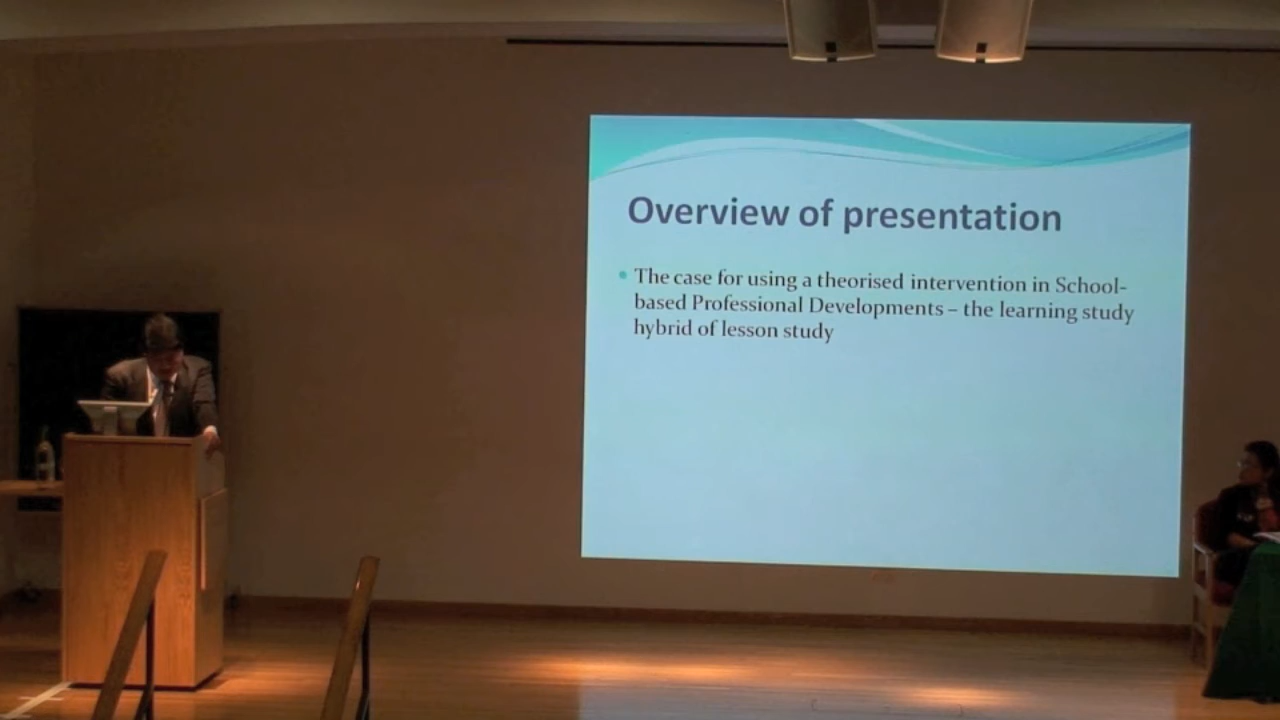 Overview of presentation
The case for using a theorised intervention in School-
based Professional Developments – the learning study
hybrid of lesson study